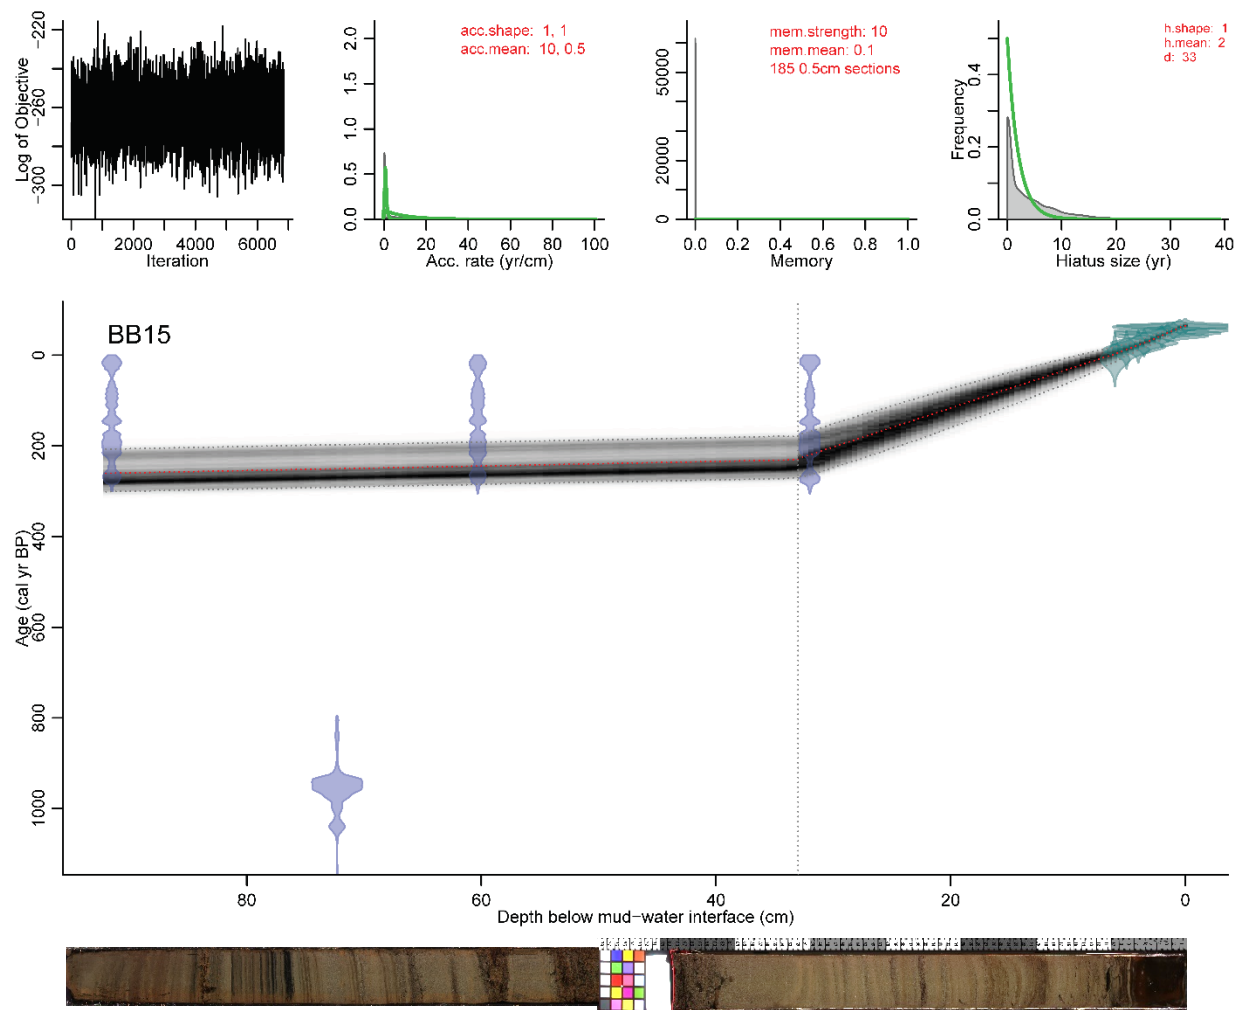 −220
−260
−300
Log of Objective
0
2000
4000
6000
Iteration
2.0
1.5
1.0
0.5
0.0
acc.shape: 1, 1
acc.mean: 10, 0.5
0
20
40
60
80
100
Acc. rate (yr/cm)
50000
20000
0
mem.strength: 10
mem.mean: 0.1
185 0.5cm sections
0.0
0.2
0.4
0.6
0.8
1.0
Memory
Frequency
0.4
0.2
0.0
h.shape: 1
h.mean: 2
d: 33
0
10
20
30
40
Hiatus size (yr)
BB15
Age (cal yr BP)
0
200
400
600
800
1000
80
60
40
20
0
Depth below mud−water interface (cm)